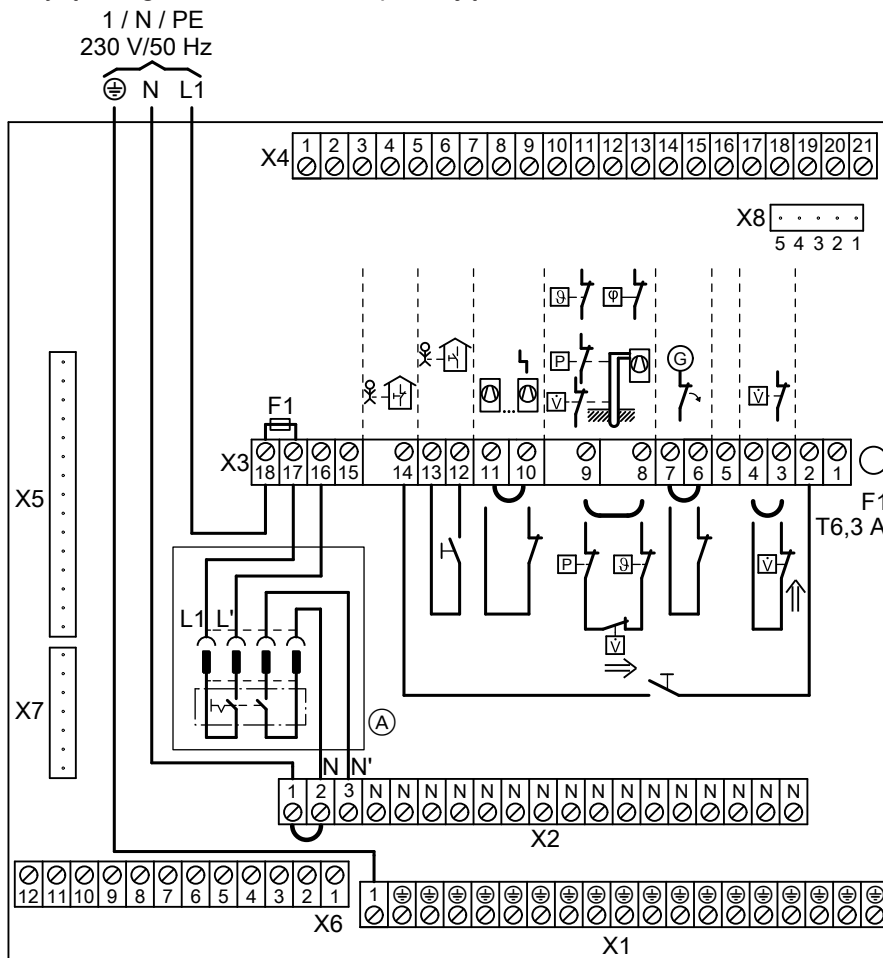 1 / N / PE
230 V/50 Hz
N L1
X4
1 2 3 4 5 6 7 8 9 10 11 12 13 14 15 16 17 18 19 20 21
X8
5 4 3 2 1
ϑ φ
P G
V̇ V̇
F1
X3
18 17 16 15 14 13 12 11 10 9 8 7 6 5 4 3 2 1
F1
T6,3 A
X5
P ϑ V̇
V̇
L1 L'
X7
A
N N'
1 2 3 N N N N N N N N N N N N N N N N
X2
12 11 10 9 8 7 6 5 4 3 2 1
X6
1
X1